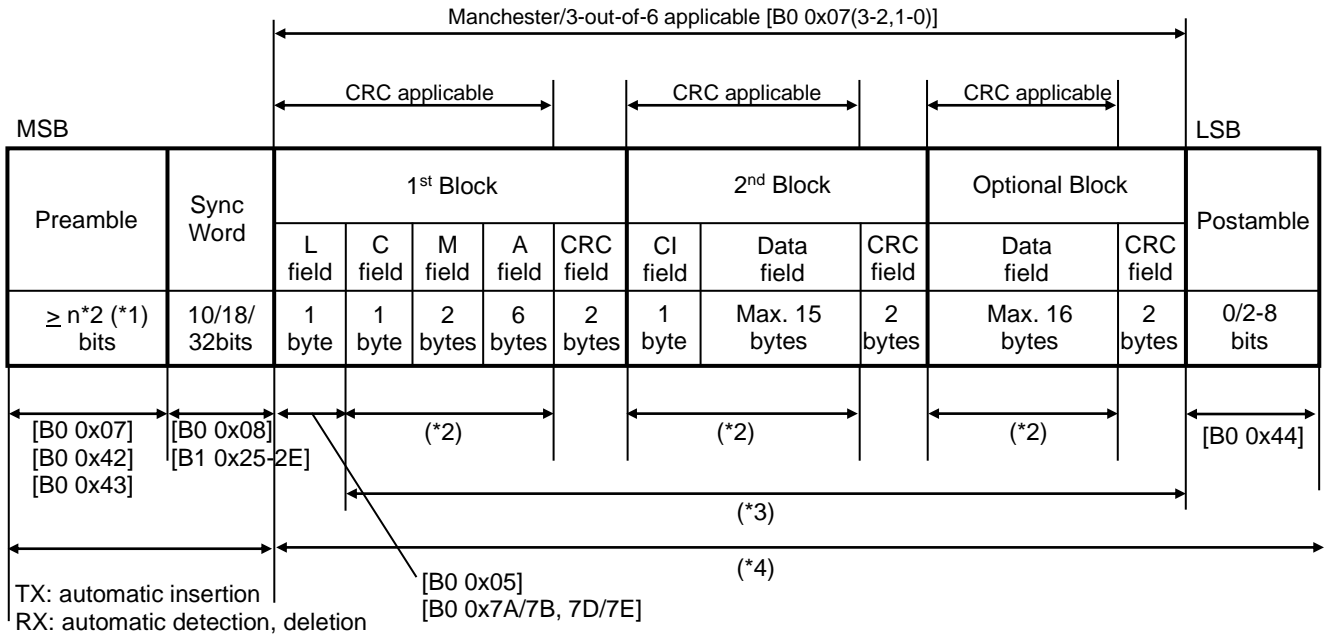 Manchester/3-out-of-6 applicable [B0 0x07(3-2,1-0)]
CRC applicable CRC applicable CRC applicable
MSB LSB
Preamble
Sync
Word
1st Block 2nd Block Optional Block
Postamble
L
field
C
field
M
field
A
field
CRC
field
CI
field
Data
field
CRC
field
Data
field
CRC
field
≥ n*2 (*1)
bits
10/18/
32bits
1
byte
1
byte
2
bytes
6
bytes
2
bytes
1
byte
Max. 15
bytes
2
bytes
Max. 16
bytes
2
bytes
0/2-8
bits
[B0 0x07]
[B0 0x42]
[B0 0x43]
[B0 0x08]
[B1 0x25-2E]
(*2) (*2) (*2)
[B0 0x44]
(*3)
(*4)
[B0 0x05]
[B0 0x7A/7B, 7D/7E]
TX: automatic insertion
RX: automatic detection, deletion